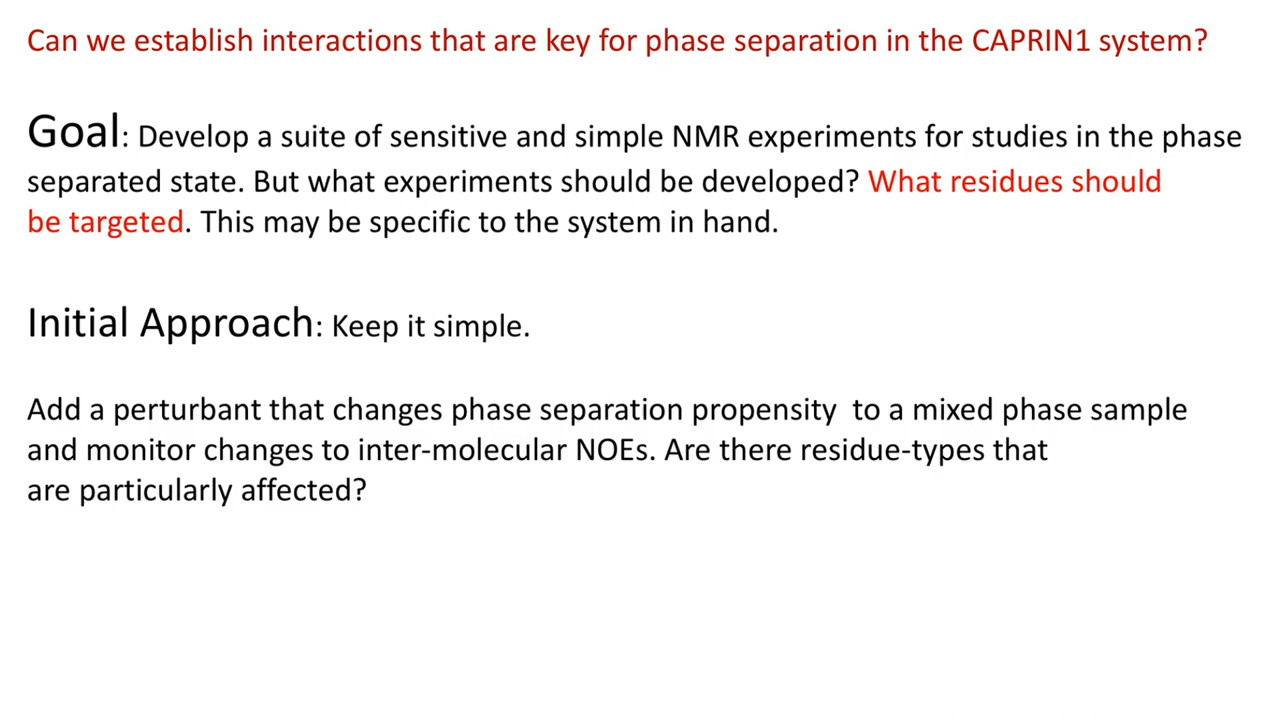 Can we establish interactions that are key for phase separation in the CAPRIN1 system?
Goal: Develop a suite of sensitive and simple NMR experiments for studies in the phase
separated state. But what experiments should be developed? What residues should
be targeted. This may be specific to the system in hand.
Initial Approach: Keep it simple.
Add a perturbant that changes phase separation propensity  to a mixed phase sample
and monitor changes to inter-molecular NOEs. Are there residue-types that
are particularly affected?